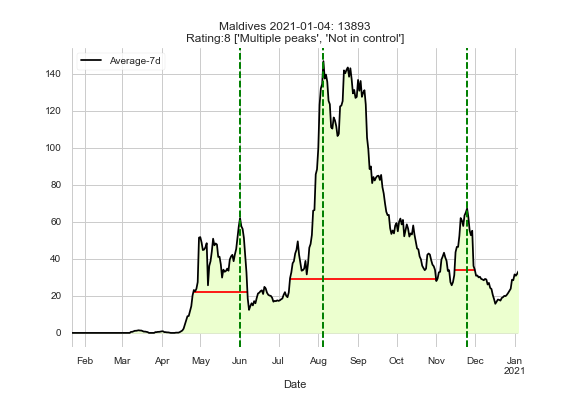 Maldives 2021-01-04: 13893
Rating:8 ['Multiple peaks', 'Not in control']
Average-7d
140
120
100
80
60
40
20
0
Feb Mar Apr May Jun Jul Aug Sep Oct Nov Dec Jan
2021
Date